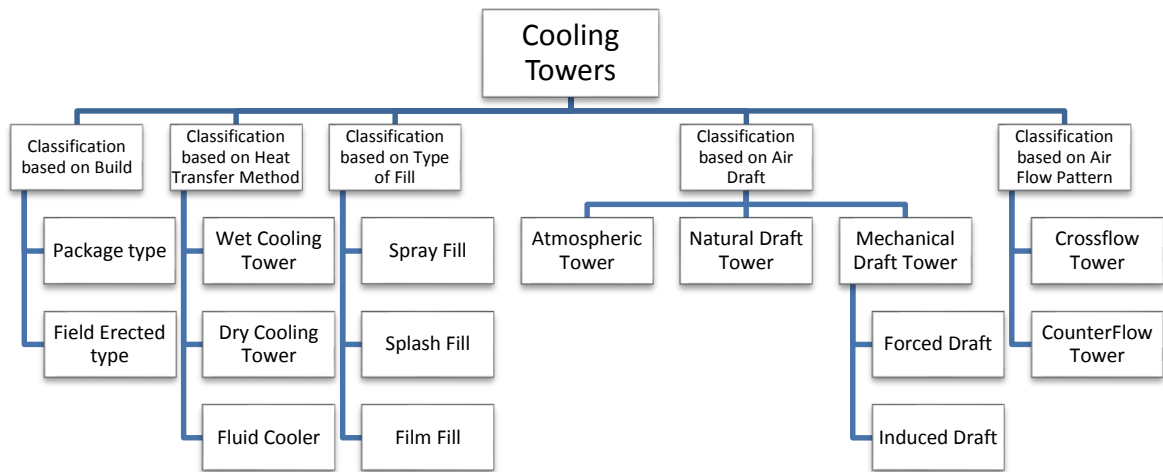 Cooling
Towers
Classification
based on Build
Classification
based on Heat
Transfer Method
Classification
based on Type
of Fill
Classification
based on Air
Draft
Classification
based on Air
Flow Pattern
Package type
Field Erected
type
Wet Cooling
Tower
Dry Cooling
Tower
Fluid Cooler
Spray Fill
Splash Fill
Film Fill
Atmospheric
Tower
Natural Draft
Tower
Mechanical
Draft Tower
Forced Draft
Induced Draft
Crossflow
Tower
CounterFlow
Tower